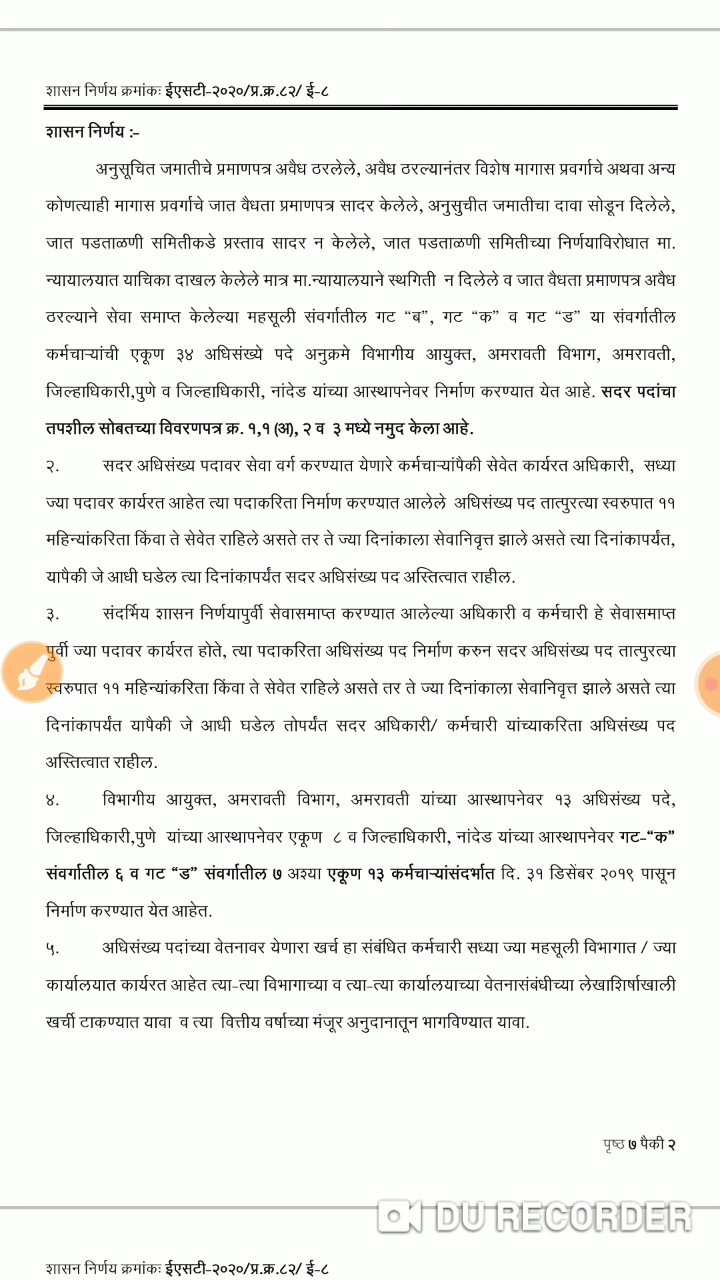 शासन निर्णय क्रमांकः ईएसटी-२०२०/प्र.क्र.८२/ ई-८
शासन निर्णय :-
अनुसूचित जमातीचे प्रमाणपत्र अवैध ठरलेले, अवैध ठरल्यानंतर विशेष मागास प्रवर्गाचे अथवा अन्य
कोणत्याही मागास प्रवर्गाचे जात वैधता प्रमाणपत्र सादर केलेले, अनुसुचीत जमातीचा दावा सोडून दिलेले,
जात पडताळणी समितीकडे प्रस्ताव सादर न केलेले, जात पडताळणी समितीच्या निर्णयाविरोधात मा.
न्यायालयात याचिका दाखल केलेले मात्र मा.न्यायालयाने स्थगिती न दिलेले व जात वैधता प्रमाणपत्र अवैध
ठरल्याने सेवा समाप्त केलेल्या महसूली संवर्गातील गट “ब”, गट “क” व गट “ड” या संवर्गातील
कर्मचाऱ्यांची एकूण ३४ अधिसंख्ये पदे अनुक्रमे विभागीय आयुक्त, अमरावती विभाग, अमरावती,
जिल्हाधिकारी,पुणे व जिल्हाधिकारी, नांदेड यांच्या आस्थापनेवर निर्माण करण्यात येत आहे. सदर पदांचा
तपशील सोबतच्या विवरणपत्र क्र. १,१ (अ), २ व ३ मध्ये नमुद केला आहे.
२. सदर अधिसंख्य पदावर सेवा वर्ग करण्यात येणारे कर्मचाऱ्यांपैकी सेवेत कार्यरत अधिकारी, सध्या
ज्या पदावर कार्यरत आहेत त्या पदाकरिता निर्माण करण्यात आलेले अधिसंख्य पद तात्पुरत्या स्वरुपात ११
महिन्यांकरिता किंवा ते सेवेत राहिले असते तर ते ज्या दिनांकाला सेवानिवृत्त झाले असते त्या दिनांकापर्यंत,
यापैकी जे आधी घडेल त्या दिनांकापर्यंत सदर अधिसंख्य पद अस्तित्वात राहील.
३. संदर्भिय शासन निर्णयापुर्वी सेवासमाप्त करण्यात आलेल्या अधिकारी व कर्मचारी हे सेवासमाप्त
पुर्वी ज्या पदावर कार्यरत होते, त्या पदाकरिता अधिसंख्य पद निर्माण करुन सदर अधिसंख्य पद तात्पुरत्या
स्वरुपात ११ महिन्यांकरिता किंवा ते सेवेत राहिले असते तर ते ज्या दिनांकाला सेवानिवृत्त झाले असते त्या
दिनांकापर्यंत यापैकी जे आधी घडेल तोपर्यंत सदर अधिकारी/ कर्मचारी यांच्याकरिता अधिसंख्य पद
अस्तित्वात राहील.
४. विभागीय आयुक्त, अमरावती विभाग, अमरावती यांच्या आस्थापनेवर १३ अधिसंख्य पदे,
जिल्हाधिकारी,पुणे यांच्या आस्थापनेवर एकूण ८ व जिल्हाधिकारी, नांदेड यांच्या आस्थापनेवर गट-“क”
संवर्गातील ६ व गट “ड” संवर्गातील ७ अश्या एकूण १३ कर्मचाऱ्यांसंदर्भात दि. ३१ डिसेंबर २०१९ पासून
निर्माण करण्यात येत आहेत.
५. अधिसंख्य पदांच्या वेतनावर येणारा खर्च हा संबंधित कर्मचारी सध्या ज्या महसूली विभागात / ज्या
कार्यालयात कार्यरत आहेत त्या-त्या विभागाच्या व त्या-त्या कार्यालयाच्या वेतनासंबंधीच्या लेखाशिर्षाखाली
खर्ची टाकण्यात यावा व त्या वित्तीय वर्षाच्या मंजूर अनुदानातून भागविण्यात यावा.
पृष्ठ ७ पैकी २
DU RECORDER
शासन निर्णय क्रमांकः ईएसटी-२०२०/प्र.क्र.८२/ ई-८